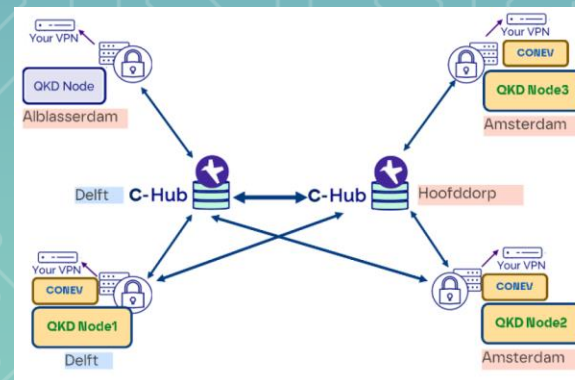 Your VPN
QKD Node
Alblasserdam
Your VPN
CONEV
QKD Node3
Amsterdam
Delft C-Hub
C-Hub Hoofddorp
Your VPN
CONEV
QKD Node1
Delft
Your VPN
CONEV
QKD Node2
Amsterdam